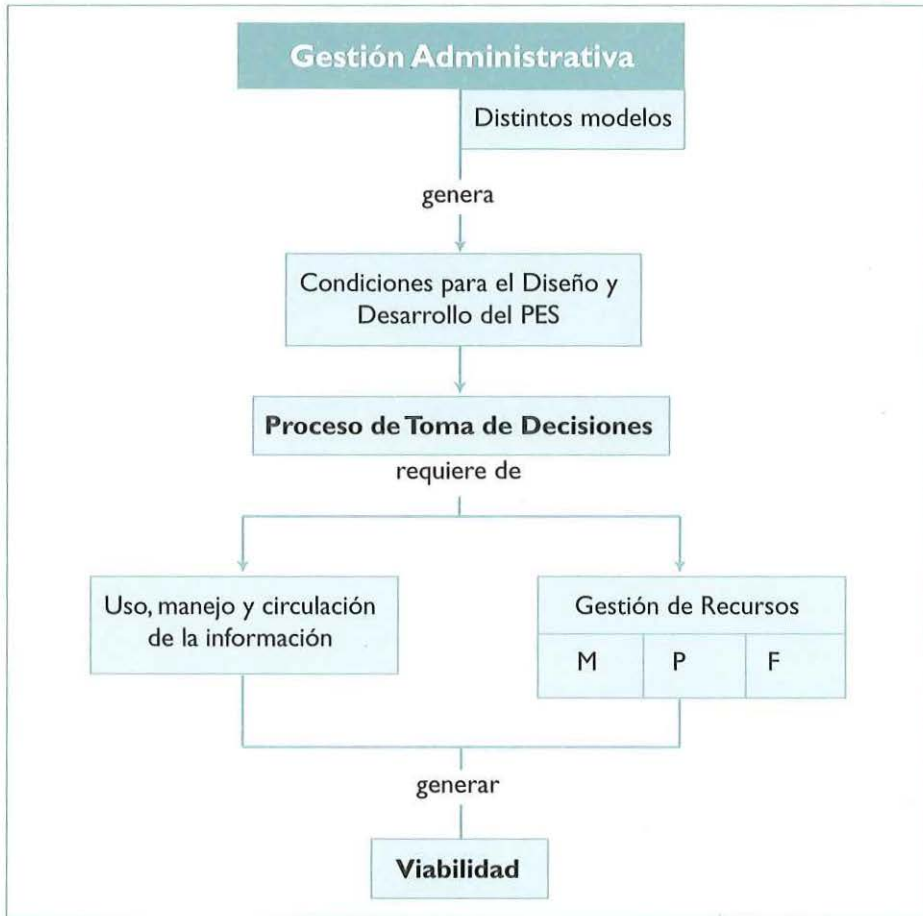 Gestión Administrativa
Distintos modelos
genera
Condiciones para el Diseño y
Desarrollo del PES
Proceso de Toma de Decisiones
requiere de
Uso, manejo y circulación
de la información
Gestión de Recursos
M P F
generar
Viabilidad